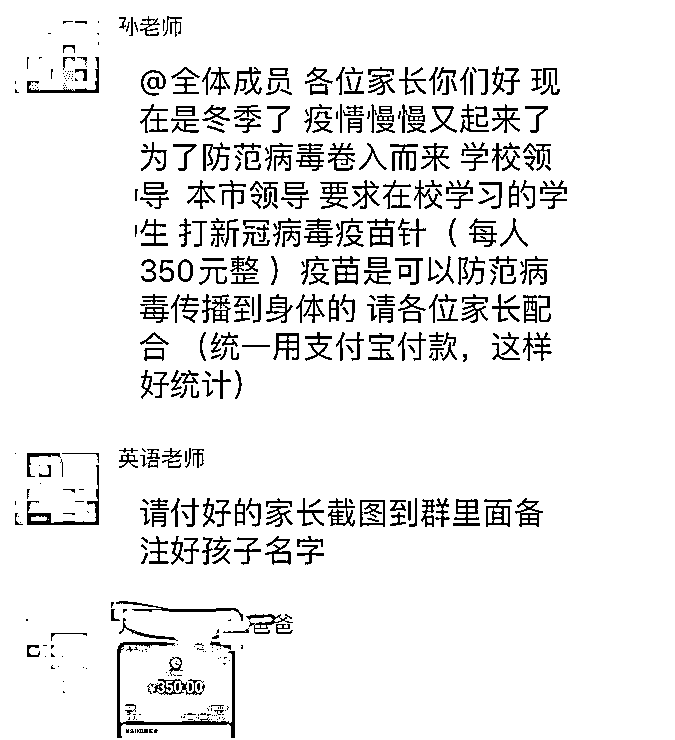 孙老师
@全体成员 各位家长你们好 现
在是冬季了 疫情慢慢又起来了
为了防范病毒卷入而来 学校领
导 本市领导 要求在校学习的学
生 打新冠病毒疫苗针（ 每人
350元整 ）疫苗是可以防范病
毒传播到身体的 请各位家长配
合 （统一用支付宝付款，这样
好统计）
英语老师
请付好的家长截图到群里面备
注好孩子名字
爸爸
¥350.00